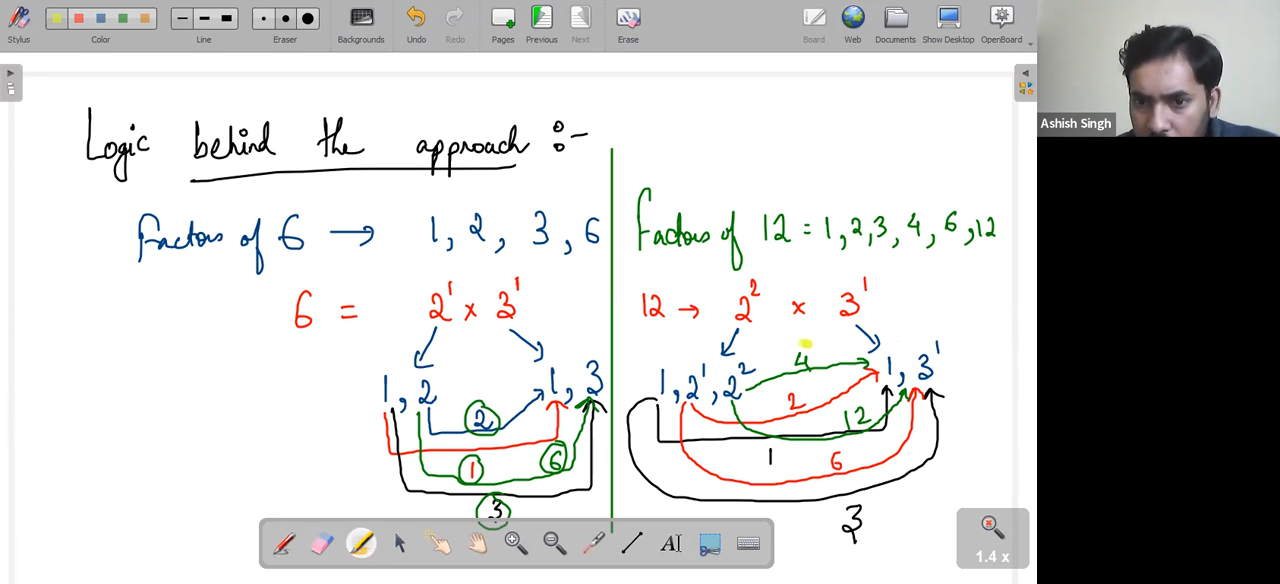 Stylus Color Line Eraser Backgrounds Undo Redo Pages Previous Next Erase Board Web Documents Show Desktop OpenBoard
Ashish Singh
Logic behind the approach :-
Factors of 6 → 1, 2, 3, 6
6 = 2¹ × 3¹
1, 2 1, 3
2
1 6
3
Factors of 12 = 1, 2, 3, 4, 6, 12
12 → 2² × 3¹
4
1, 2¹, 2² 1, 3¹
2
12
1 6
3
1.4 x